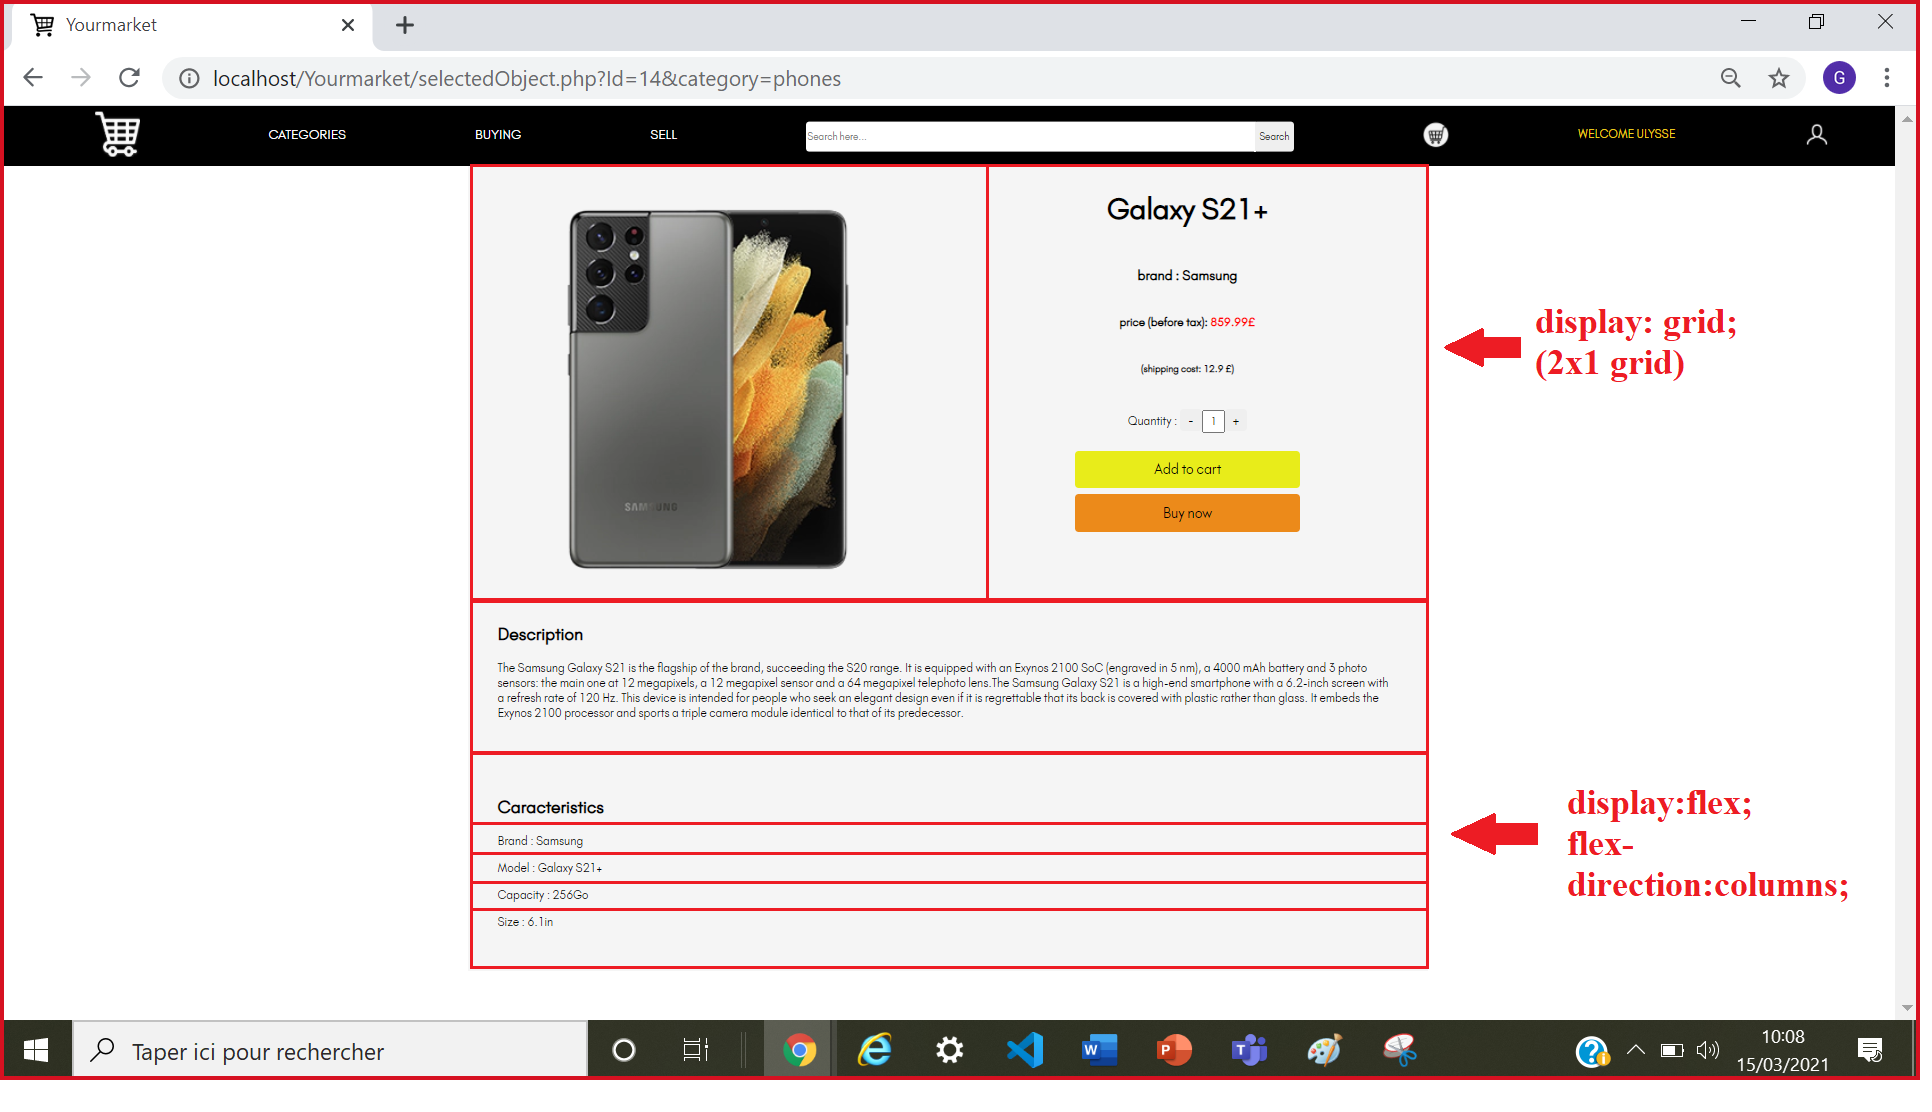 Yourmarket
localhost/Yourmarket/selectedObject.php?Id=14&category=phones
G
CATEGORIES
BUYING
SELL
Search here...
Search
WELCOME ULYSSE
SAMSUNG
Galaxy S21+
brand : Samsung
price (before tax): 859.99£
(shipping cost: 12.9 £)
Quantity : - 1 +
Add to cart
Buy now
display: grid;
(2x1 grid)
Description
The Samsung Galaxy S21 is the flagship of the brand, succeeding the S20 range. It is equipped with an Exynos 2100 SoC (engraved in 5 nm), a 4000 mAh battery and 3 photo
sensors: the main one at 12 megapixels, a 12 megapixel sensor and a 64 megapixel telephoto lens.The Samsung Galaxy S21 is a high-end smartphone with a 6.2-inch screen with
a refresh rate of 120 Hz. This device is intended for people who seek an elegant design even if it is regrettable that its back is covered with plastic rather than glass. It embeds the
Exynos 2100 processor and sports a triple camera module identical to that of its predecessor.
Caracteristics
Brand : Samsung
Model : Galaxy S21+
Capacity : 256Go
Size : 6.1in
display:flex;
flex-
direction:columns;
Taper ici pour rechercher
10:08
15/03/2021